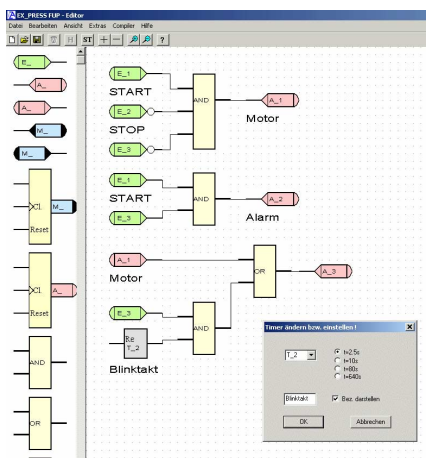 EX_PRESS FUP - Editor
Datei Bearbeiten Ansicht Extras Compiler Hilfe
ST ?
E_
A_
A_
M_
M_
C1 M_
Reset
C1 A_
Reset
AND
OR
E_1
START
E_2
STOP
E_3
AND
A_1
Motor
E_1
START
E_3
AND
A_2
Alarm
A_1
Motor
OR
A_3
E_3
Re
T_2
Blinktakt
AND
Timer ändern bzw. einstellen !
T_2
t=2,5s
t=10s
t=80s
t=640s
Blinktakt
Bez. darstellen
OK
Abbrechen